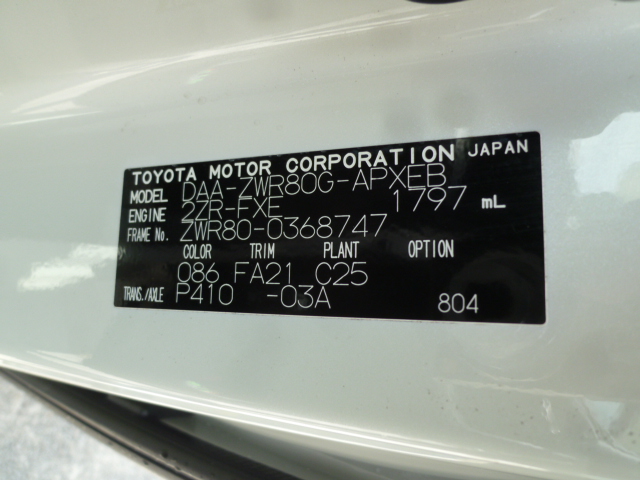 TOYOTA MOTOR CORPORATION JAPAN
MODEL DAA-ZWR80G-APXEB
ENGINE 2ZR-FXE 1797 mL
FRAME No. ZWR80-0368747
COLOR TRIM PLANT OPTION
086 FA21 C25
TRANS./AXLE P410 -03A 804